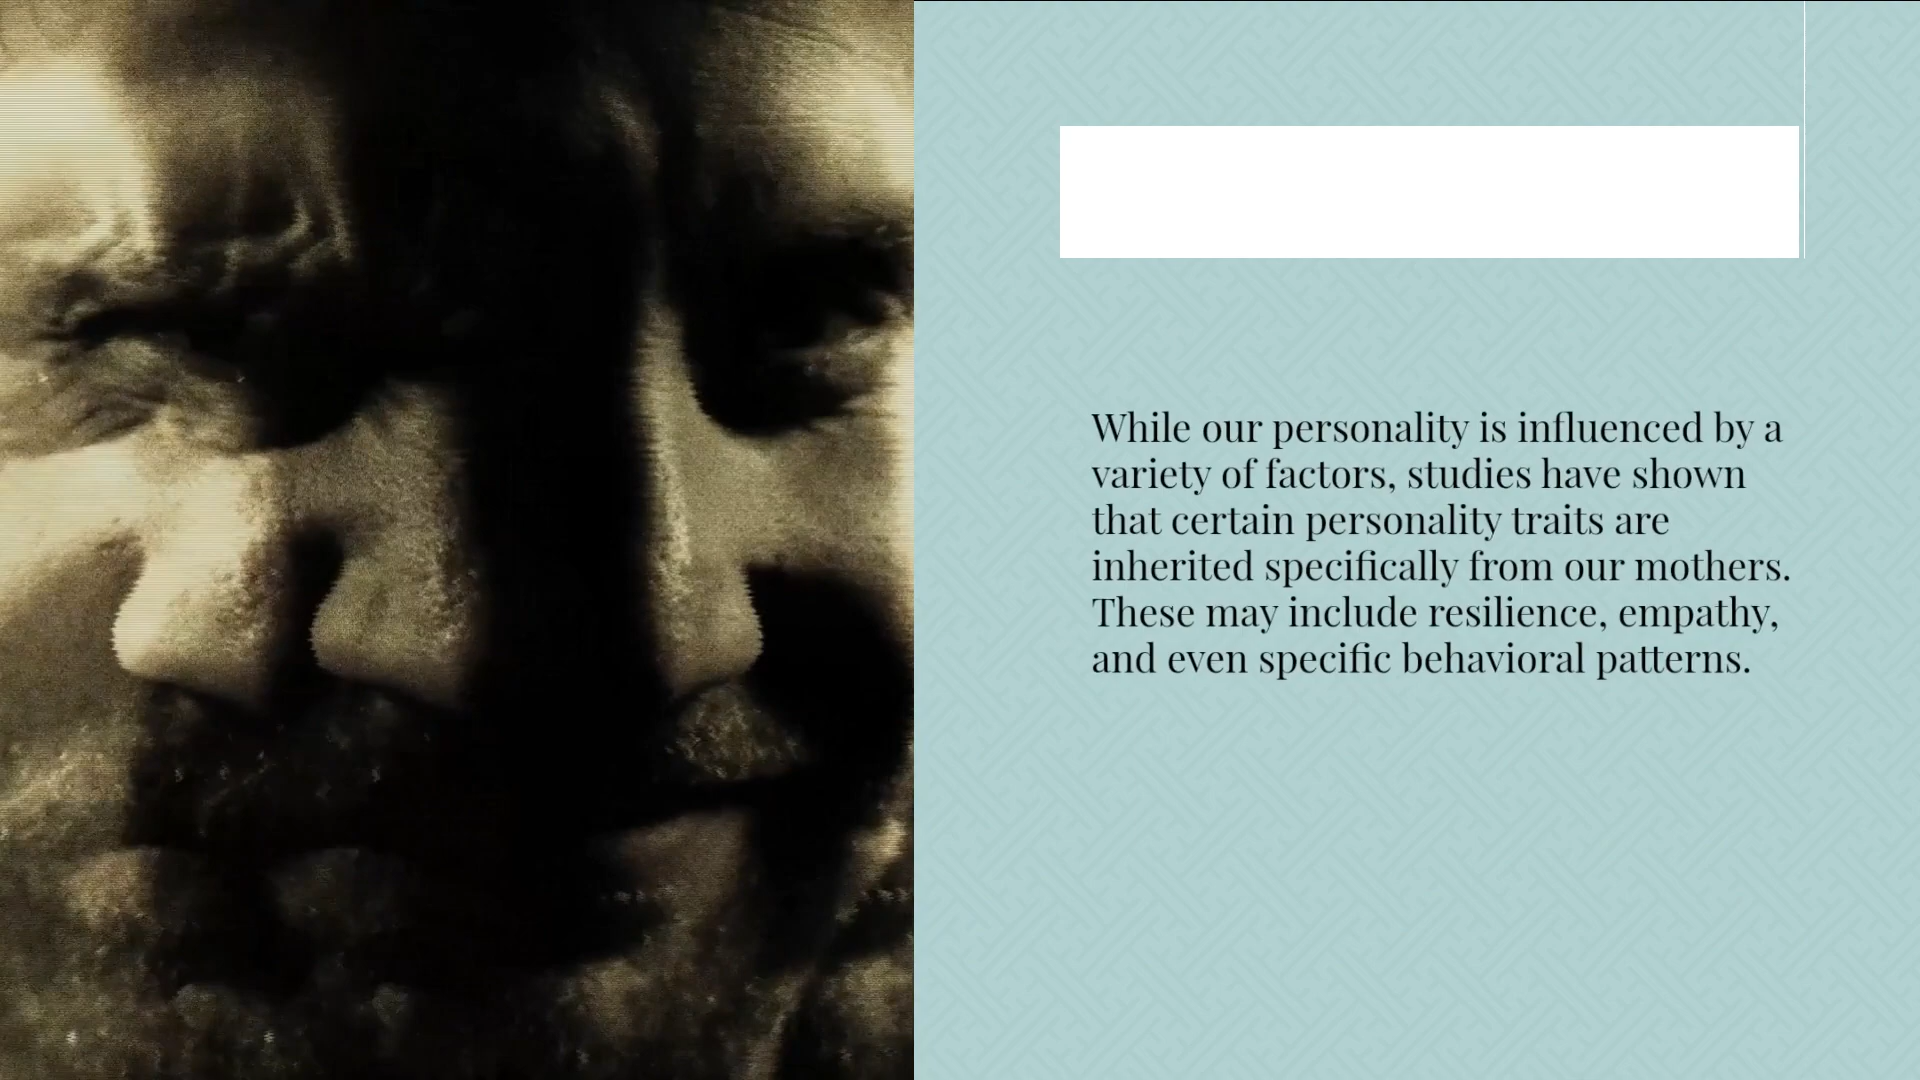 While our personality is influenced by a
variety of factors, studies have shown
that certain personality traits are
inherited specifically from our mothers.
These may include resilience, empathy,
and even specific behavioral patterns.